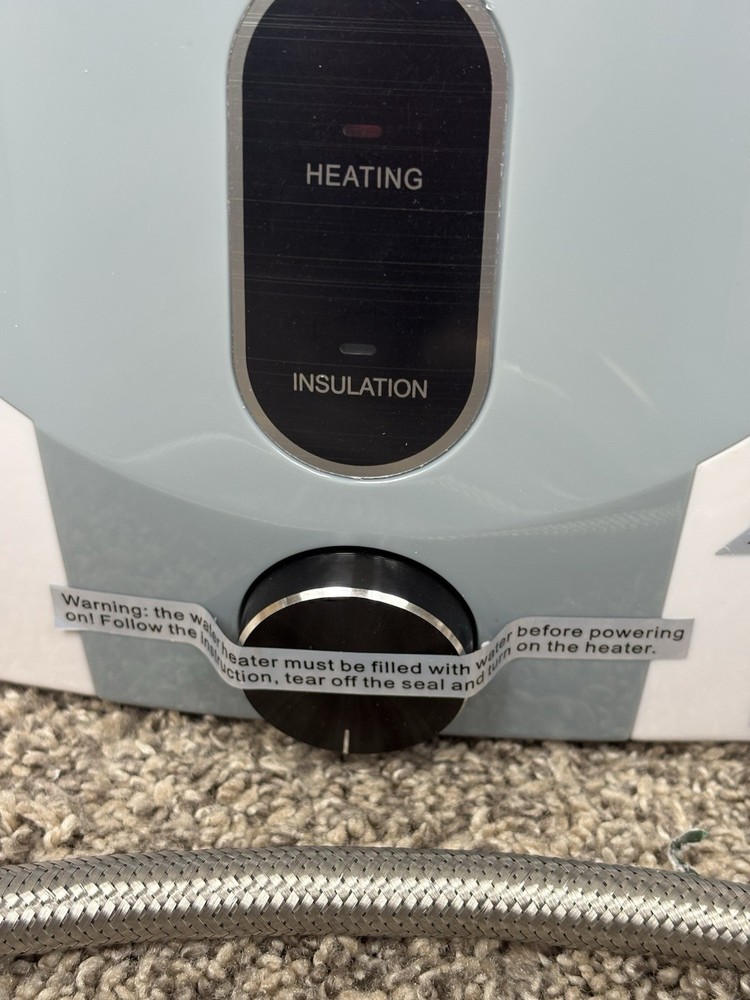 HEATING
INSULATION
Warning: the water heater must be filled with water before powering
on! Follow the instruction, tear off the seal and turn on the heater.